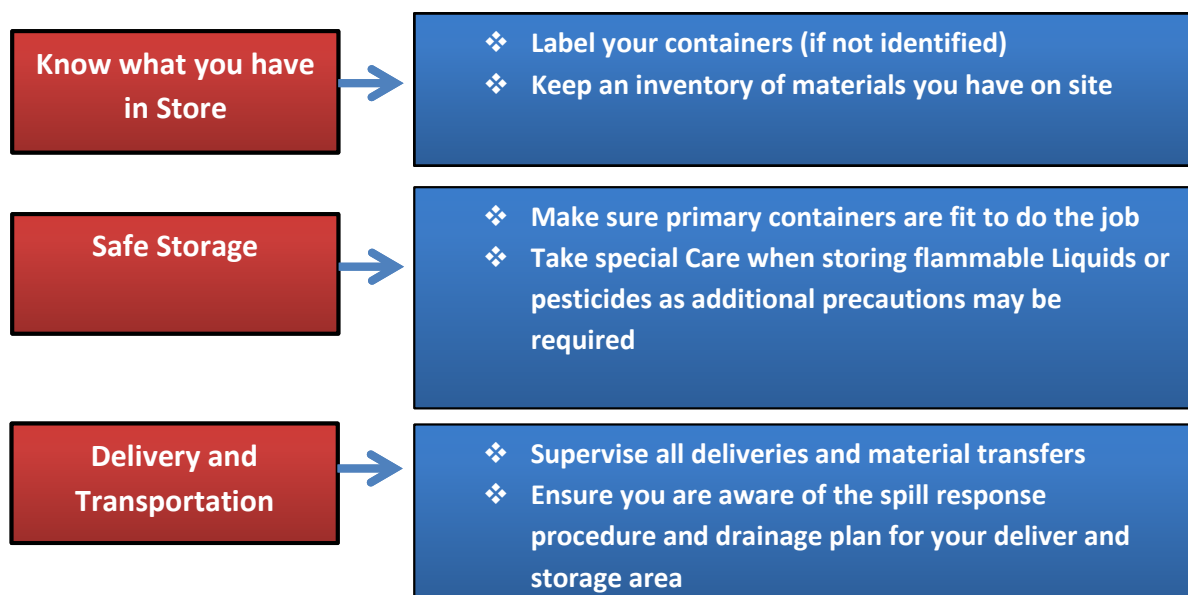 Know what you have
in Store
❖ Label your containers (if not identified)
❖ Keep an inventory of materials you have on site
Safe Storage
❖ Make sure primary containers are fit to do the job
❖ Take special Care when storing flammable Liquids or
pesticides as additional precautions may be
required
Delivery and
Transportation
❖ Supervise all deliveries and material transfers
❖ Ensure you are aware of the spill response
procedure and drainage plan for your deliver and
storage area